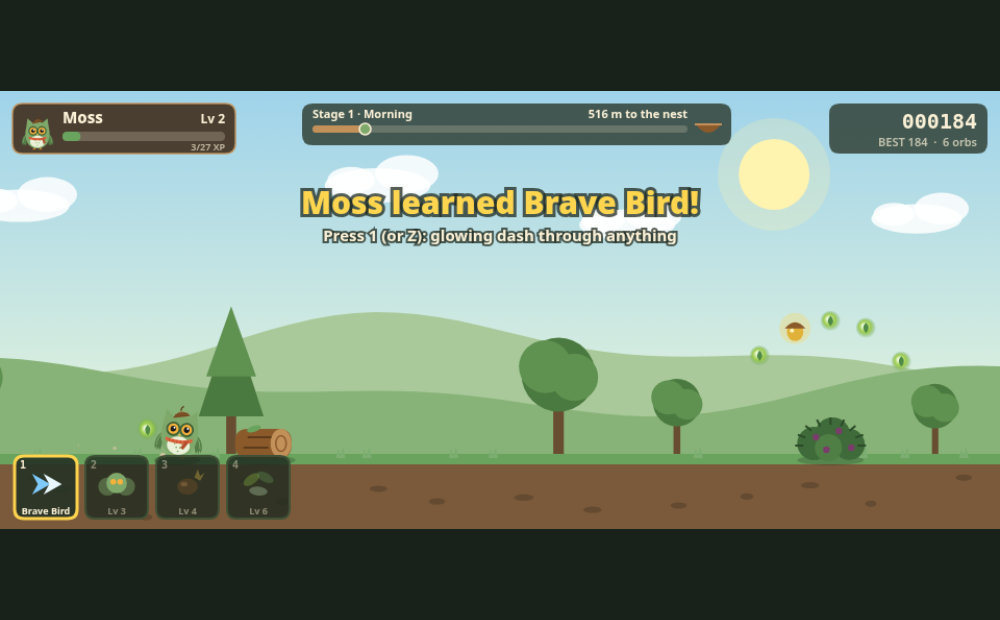 Moss Lv 2
3/27 XP
Stage 1 · Morning 516 m to the nest
000184
BEST 184 · 6 orbs
Moss learned Brave Bird!
Press 1 (or Z): glowing dash through anything
1 2 3 4
Brave Bird Lv 3 Lv 4 Lv 6